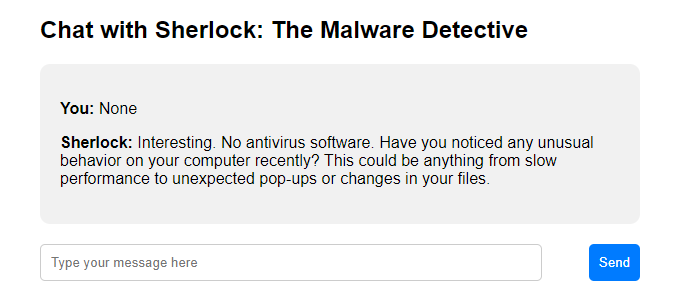 Chat with Sherlock: The Malware Detective
You: None
Sherlock: Interesting. No antivirus software. Have you noticed any unusual
behavior on your computer recently? This could be anything from slow
performance to unexpected pop-ups or changes in your files.
Type your message here
Send